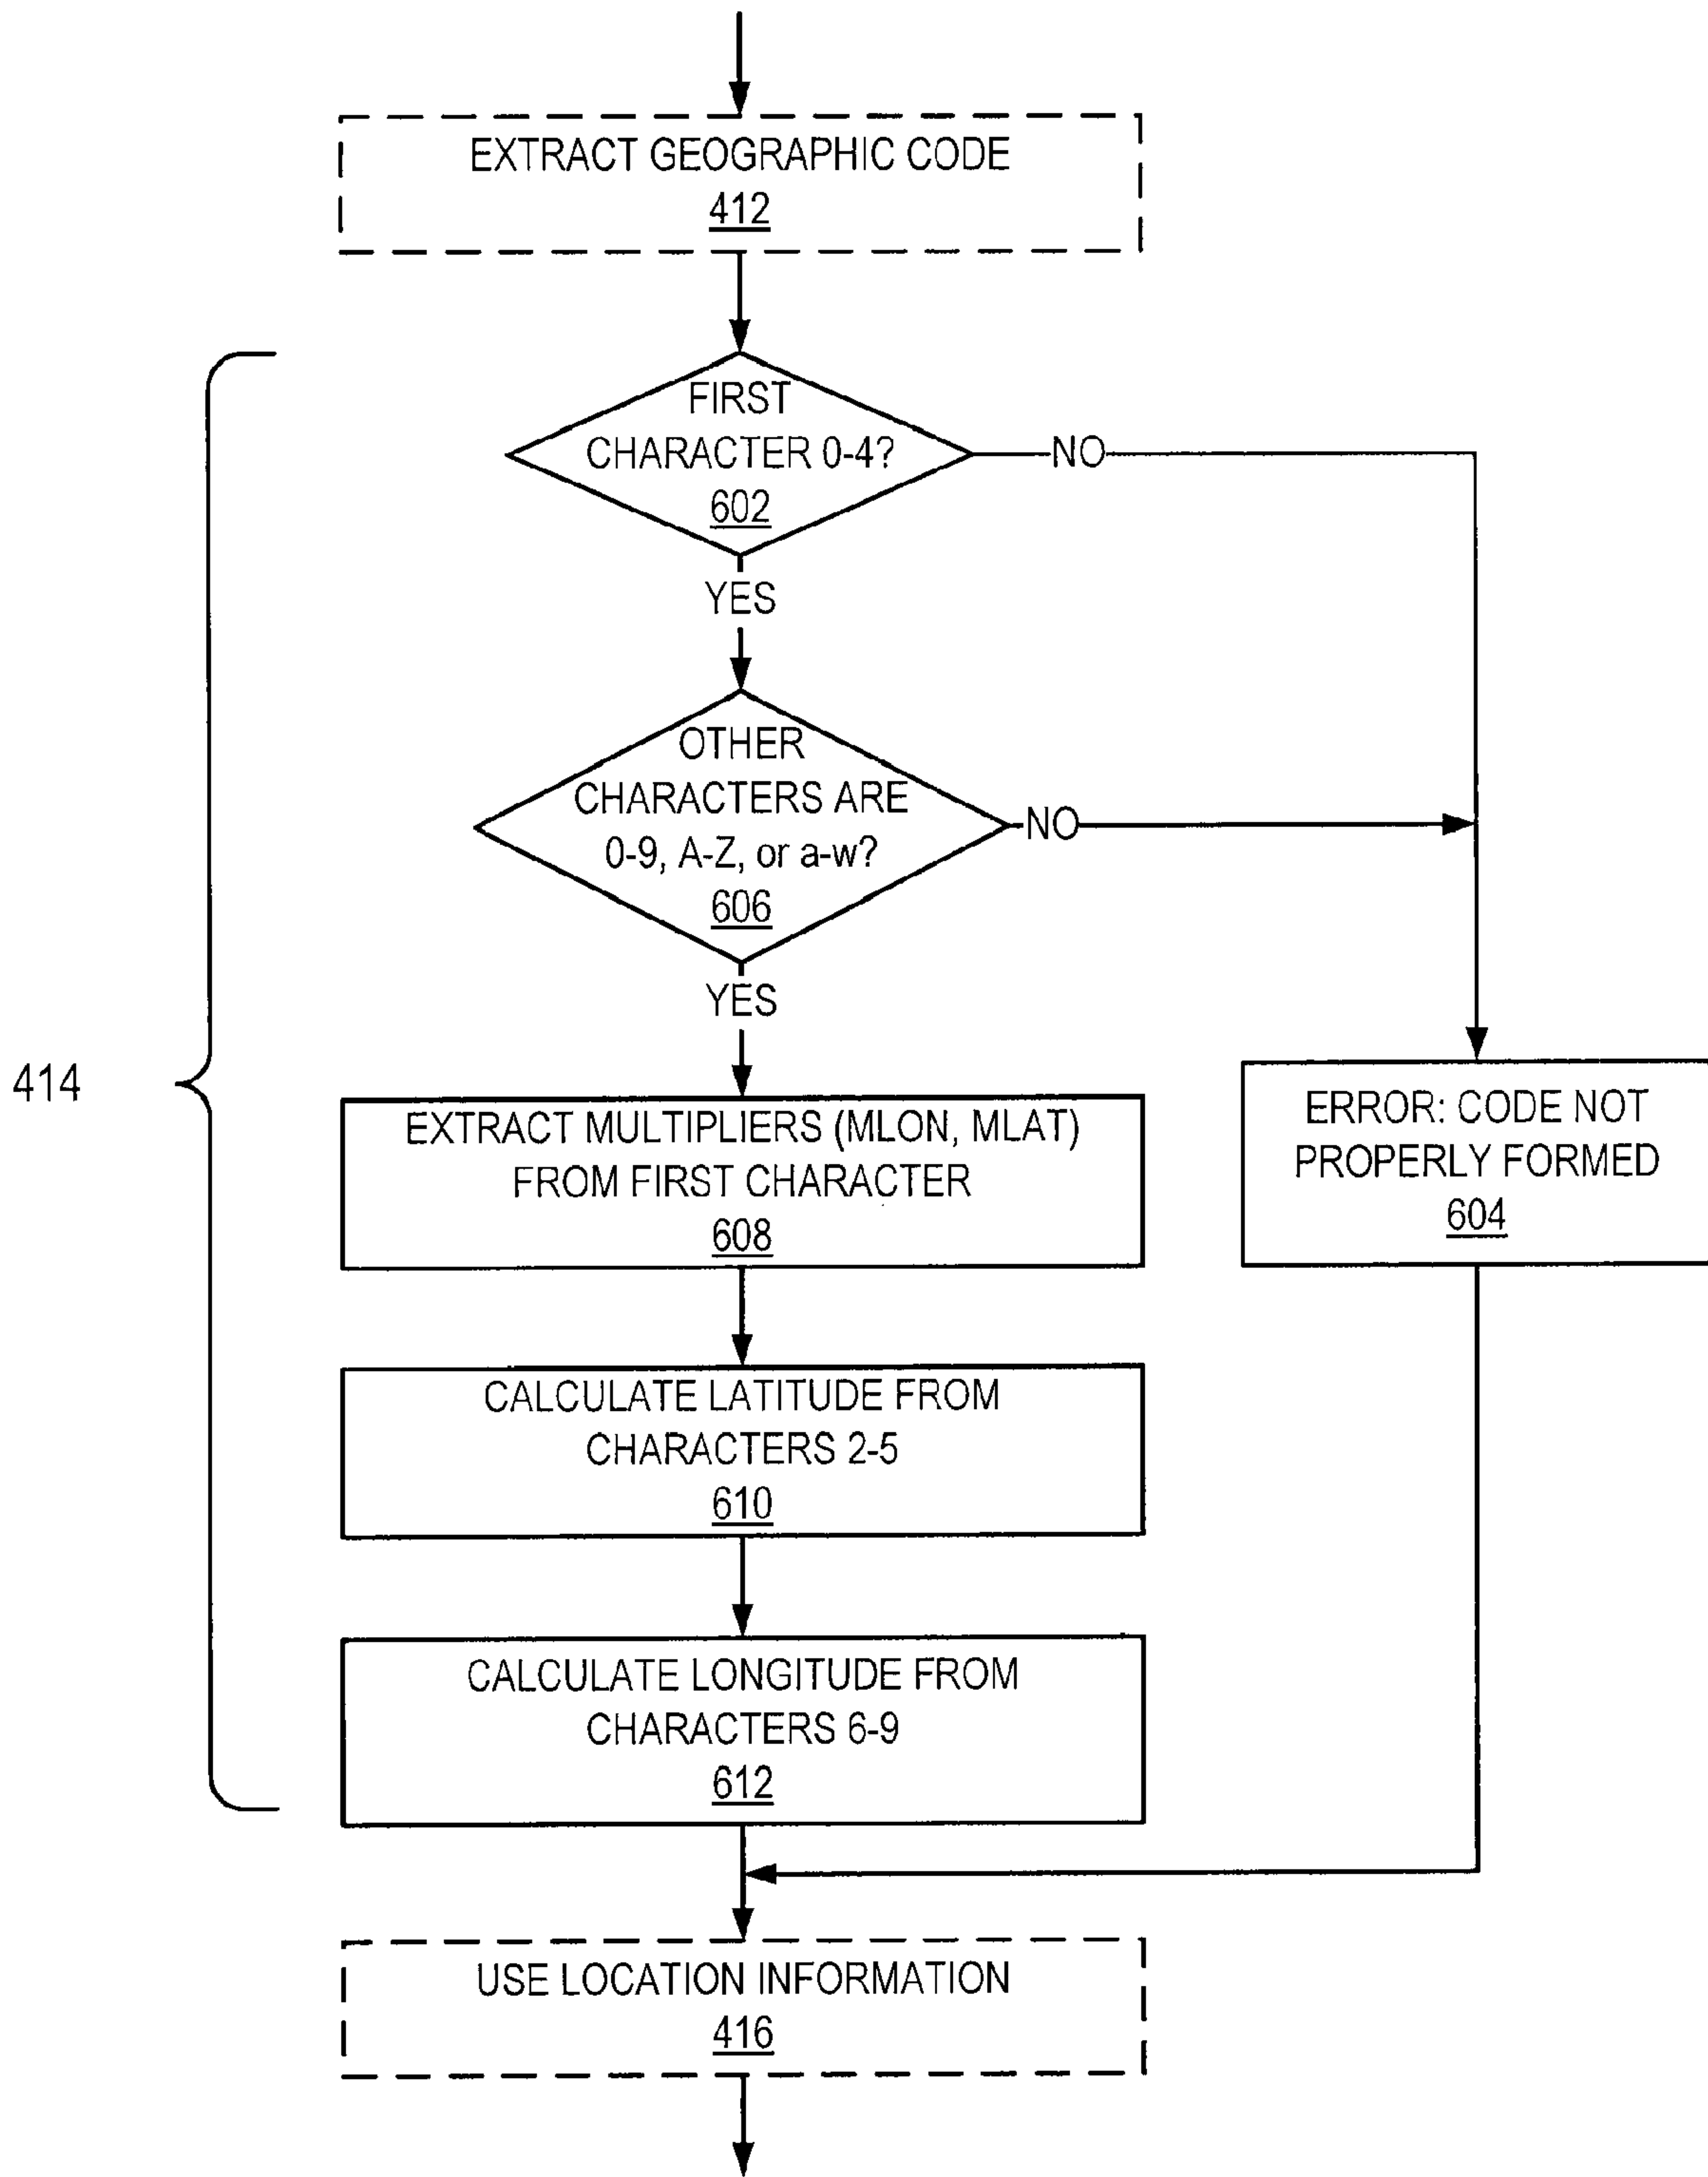 EXTRACT GEOGRAPHIC CODE
412
FIRST
CHARACTER 0-4?
602
NO
YES
OTHER
CHARACTERS ARE
0-9, A-Z, or a-w?
606
NO
YES
414
EXTRACT MULTIPLIERS (MLON, MLAT)
FROM FIRST CHARACTER
608
ERROR: CODE NOT
PROPERLY FORMED
604
CALCULATE LATITUDE FROM
CHARACTERS 2-5
610
CALCULATE LONGITUDE FROM
CHARACTERS 6-9
612
USE LOCATION INFORMATION
416